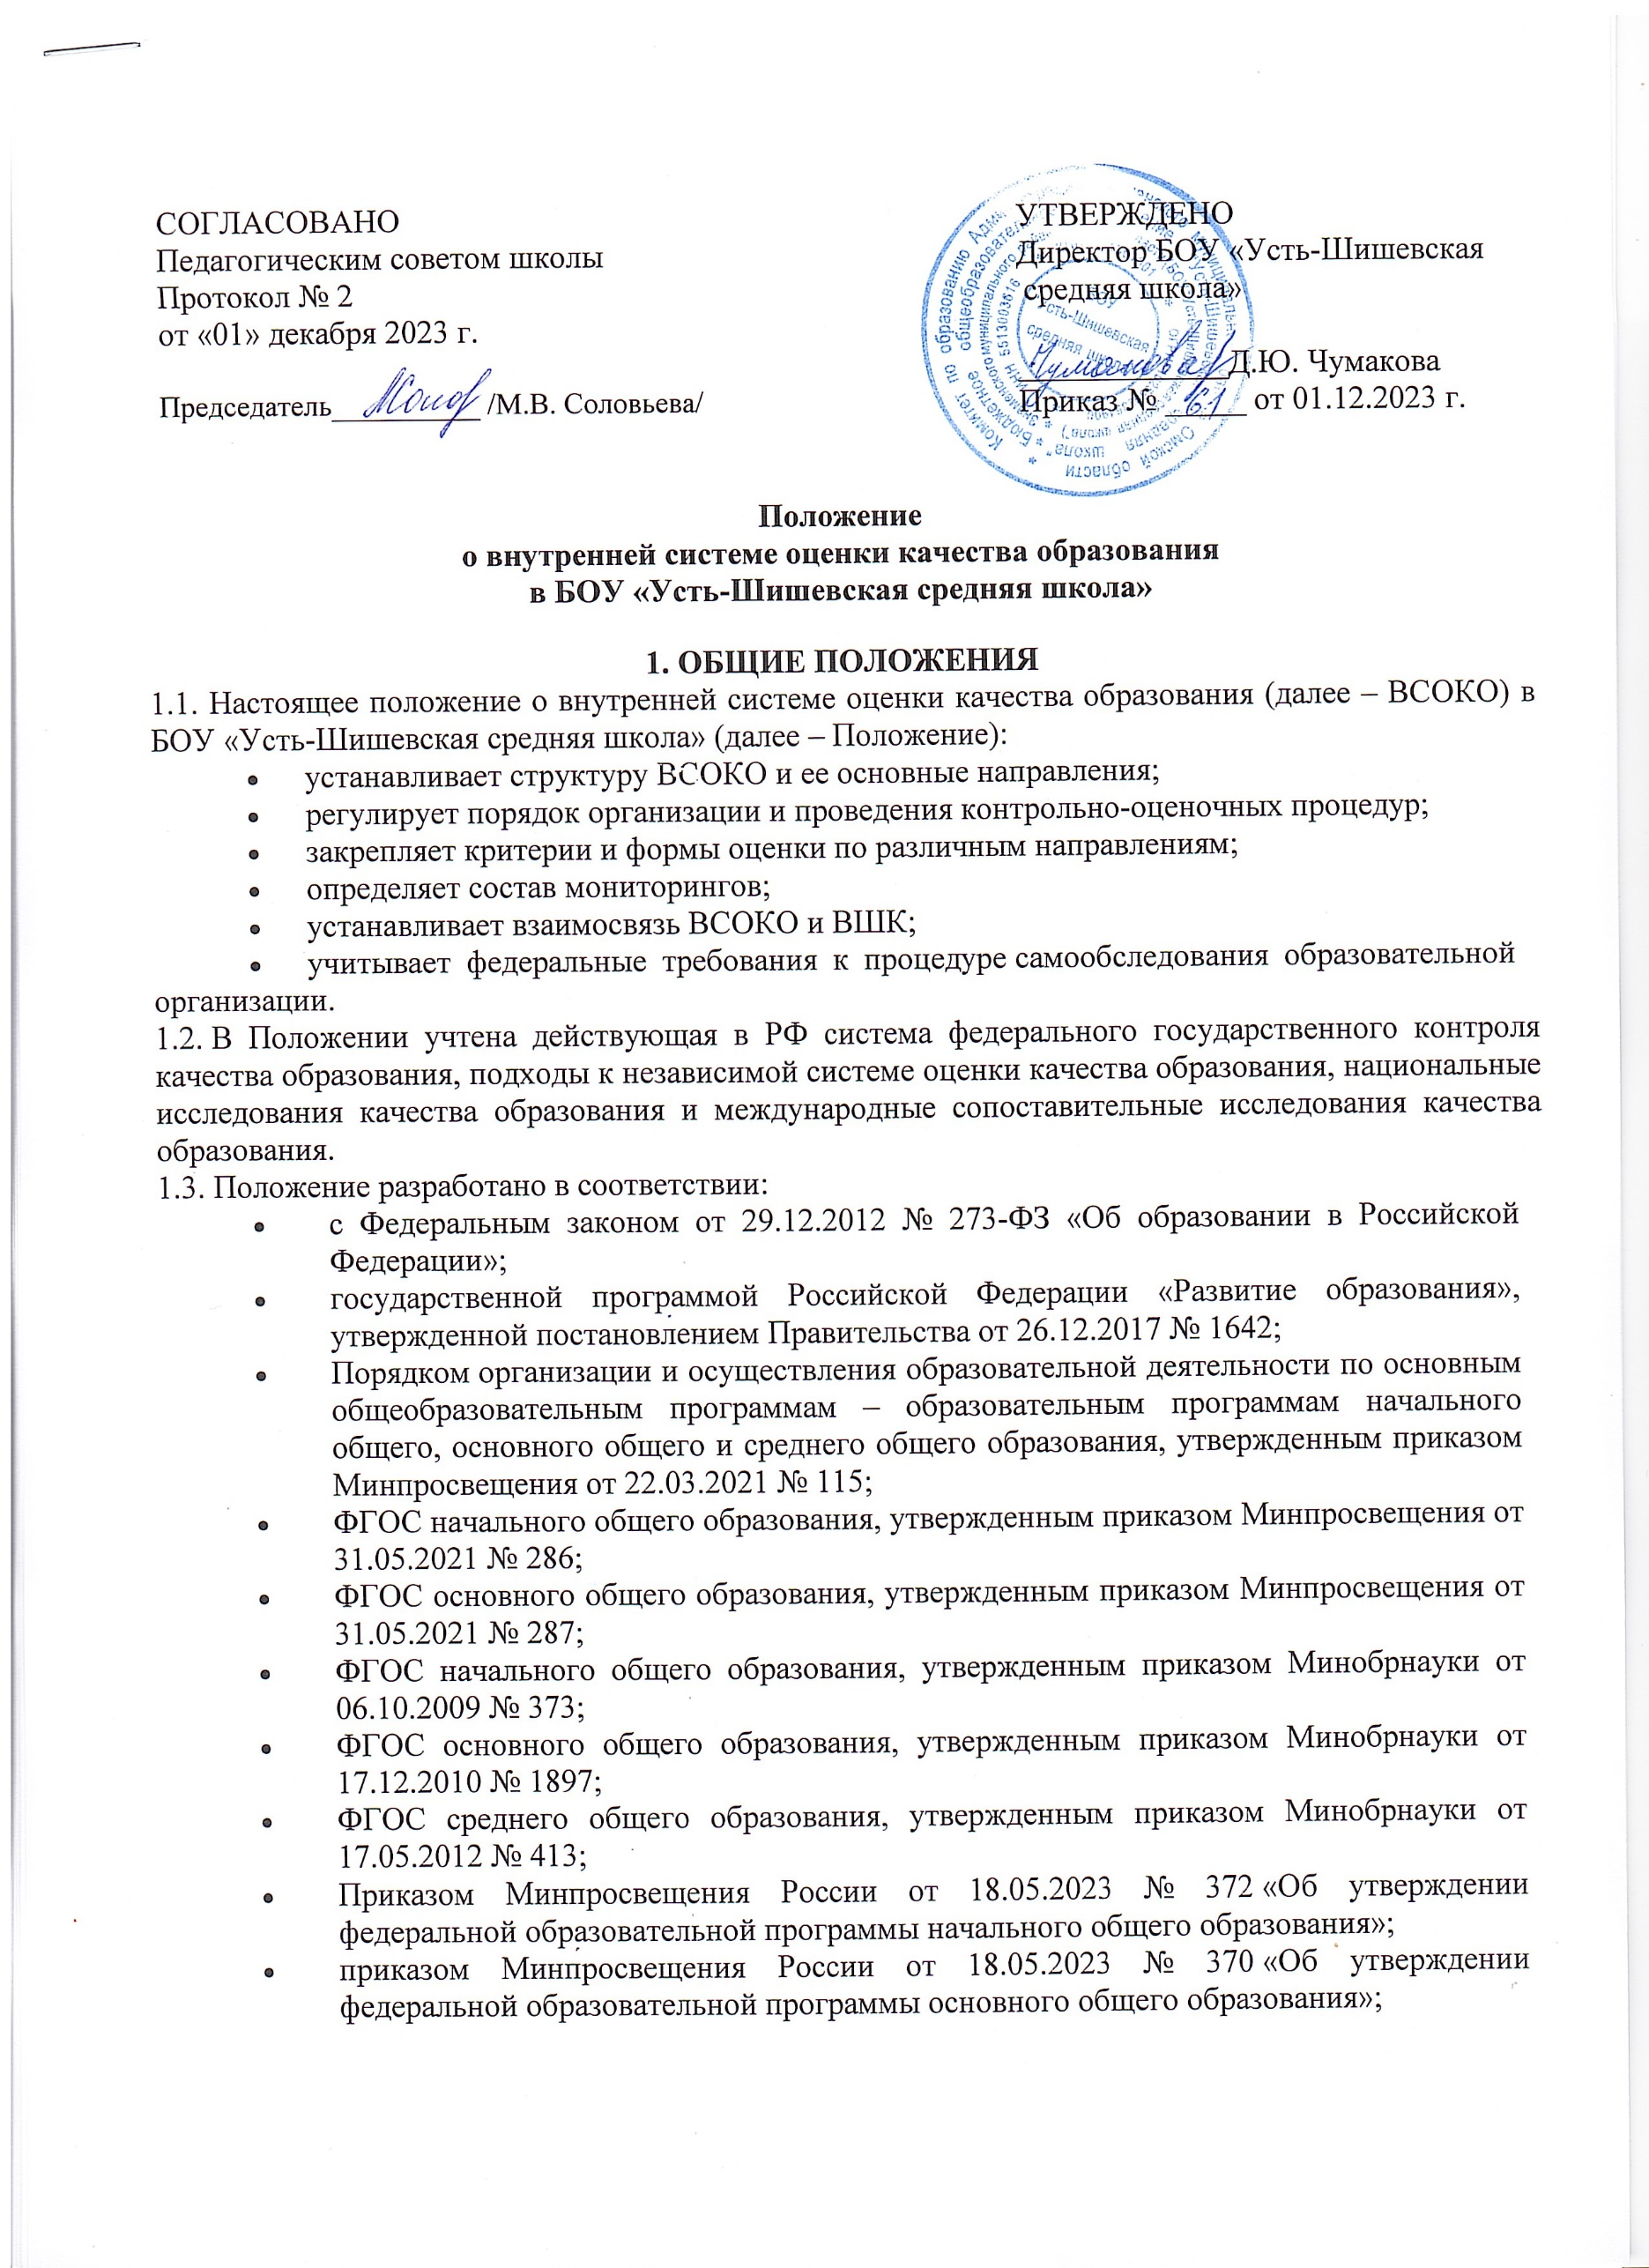 СОГЛАСОВАНО
Педагогическим советом школы
Протокол № 2
от «01» декабря 2023 г.
Председатель /М.В. Соловьева/
УТВЕРЖДЕНО
Директор БОУ «Усть-Шишевская
средняя школа»
Д.Ю. Чумакова
Приказ № 61 от 01.12.2023 г.
Положение
о внутренней системе оценки качества образования
в БОУ «Усть-Шишевская средняя школа»
1. ОБЩИЕ ПОЛОЖЕНИЯ
1.1. Настоящее положение о внутренней системе оценки качества образования (далее – ВСОКО) в
БОУ «Усть-Шишевская средняя школа» (далее – Положение):
• устанавливает структуру ВСОКО и ее основные направления;
• регулирует порядок организации и проведения контрольно-оценочных процедур;
• закрепляет критерии и формы оценки по различным направлениям;
• определяет состав мониторингов;
• устанавливает взаимосвязь ВСОКО и ВШК;
• учитывает федеральные требования к процедуре самообследования образовательной
организации.
1.2. В Положении учтена действующая в РФ система федерального государственного контроля
качества образования, подходы к независимой системе оценки качества образования, национальные
исследования качества образования и международные сопоставительные исследования качества
образования.
1.3. Положение разработано в соответствии:
• с Федеральным законом от 29.12.2012 № 273-ФЗ «Об образовании в Российской
Федерации»;
• государственной программой Российской Федерации «Развитие образования»,
утвержденной постановлением Правительства от 26.12.2017 № 1642;
• Порядком организации и осуществления образовательной деятельности по основным
общеобразовательным программам – образовательным программам начального
общего, основного общего и среднего общего образования, утвержденным приказом
Минпросвещения от 22.03.2021 № 115;
• ФГОС начального общего образования, утвержденным приказом Минпросвещения от
31.05.2021 № 286;
• ФГОС основного общего образования, утвержденным приказом Минпросвещения от
31.05.2021 № 287;
• ФГОС начального общего образования, утвержденным приказом Минобрнауки от
06.10.2009 № 373;
• ФГОС основного общего образования, утвержденным приказом Минобрнауки от
17.12.2010 № 1897;
• ФГОС среднего общего образования, утвержденным приказом Минобрнауки от
17.05.2012 № 413;
• Приказом Минпросвещения России от 18.05.2023 № 372 «Об утверждении
федеральной образовательной программы начального общего образования»;
• приказом Минпросвещения России от 18.05.2023 № 370 «Об утверждении
федеральной образовательной программы основного общего образования»;